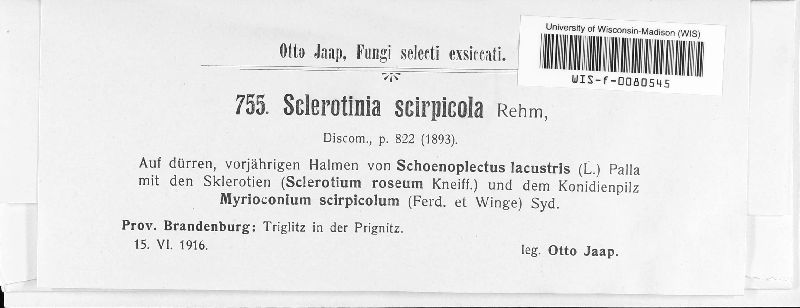 University of Wisconsin-Madison (WIS)
WIS-f-0080545
Otto Jaap, Fungi selecti exsiccati.
755. Sclerotinia scirpicola Rehm,
Discom., p. 822 (1893).
Auf dürren, vorjährigen Halmen von Schoenoplectus lacustris (L.) Palla
mit den Sklerotien (Sclerotium roseum Kneiff.) und dem Konidienpilz
Myrioconium scirpicolum (Ferd. et Winge) Syd.
Prov. Brandenburg: Triglitz in der Prignitz.
15. VI. 1916.
leg. Otto Jaap.